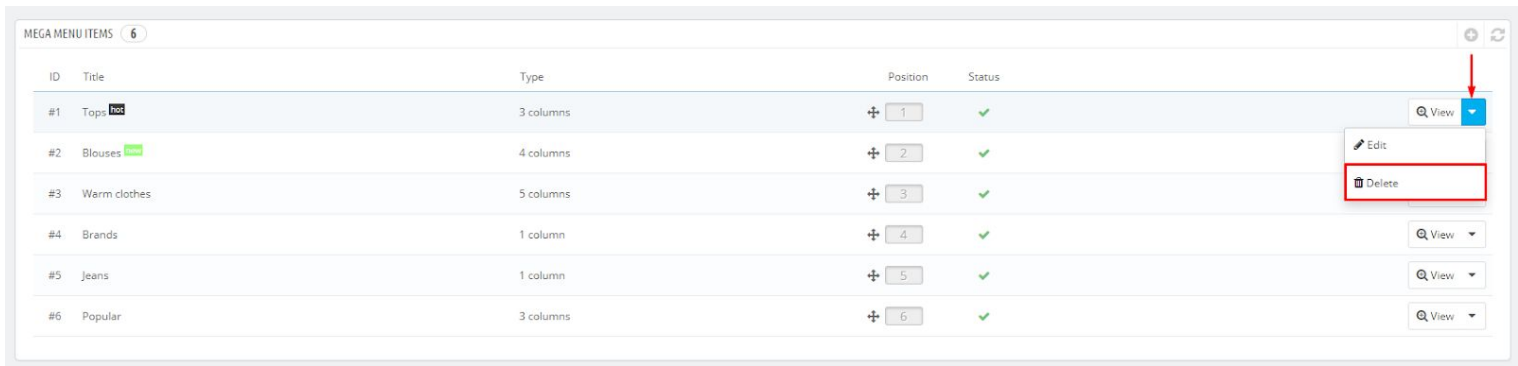 MEGA MENU ITEMS 6
ID Title Type Position Status
#1 Tops hot 3 columns 1 View
Edit
#2 Blouses new 4 columns 2
Delete
#3 Warm clothes 5 columns 3
#4 Brands 1 column 4 View
#5 Jeans 1 column 5 View
#6 Popular 3 columns 6 View